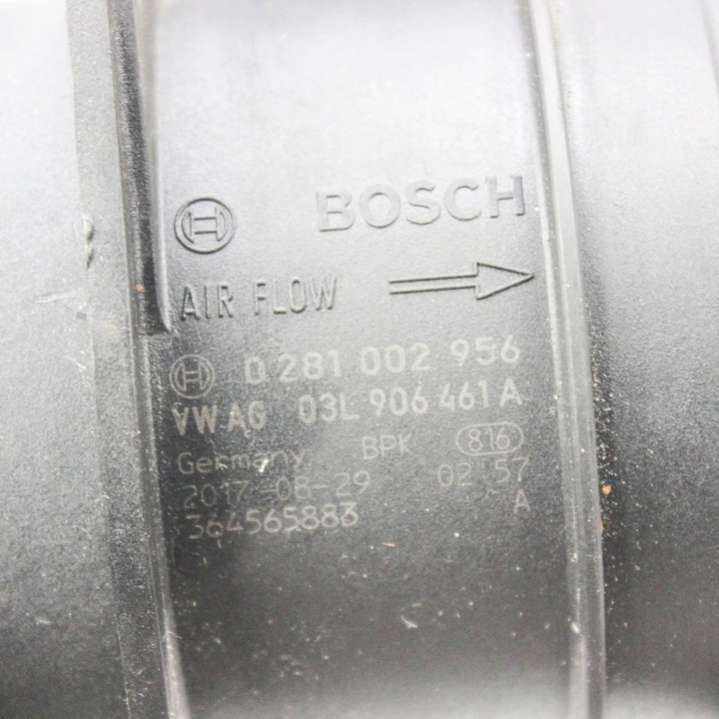 BOSCH
AIR FLOW
0 281 002 956
VW AG 03L 906 461 A
Germany BPK 816
2017-08-29 02 57
364565883 A